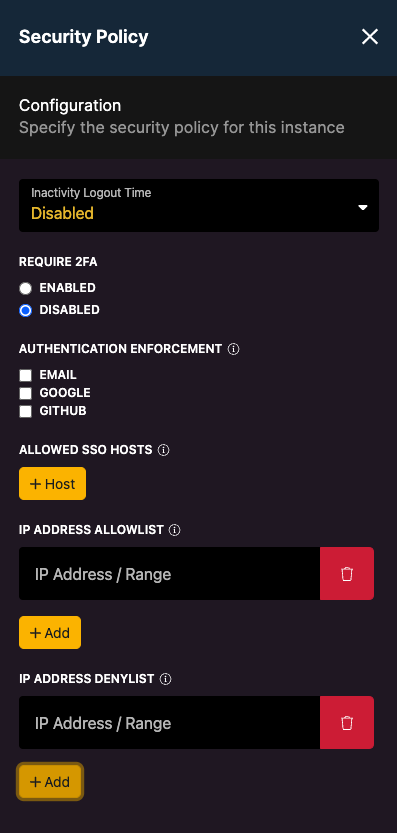 Security Policy
Configuration
Specify the security policy for this instance
Inactivity Logout Time
Disabled
REQUIRE 2FA
ENABLED
DISABLED
AUTHENTICATION ENFORCEMENT
EMAIL
GOOGLE
GITHUB
ALLOWED SSO HOSTS
+ Host
IP ADDRESS ALLOWLIST
IP Address / Range
+ Add
IP ADDRESS DENYLIST
IP Address / Range
+ Add